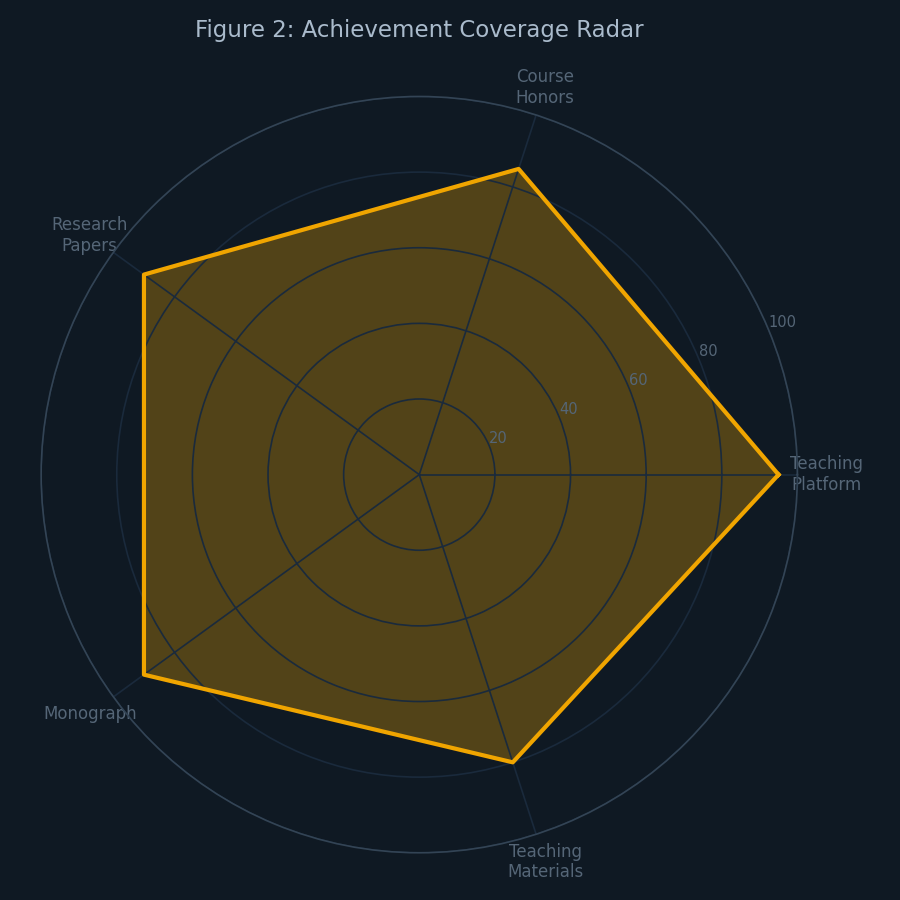 Figure 2: Achievement Coverage Radar
Course
Honors
Research
Papers
100
80
60
40
20
Teaching
Platform
Monograph
Teaching
Materials